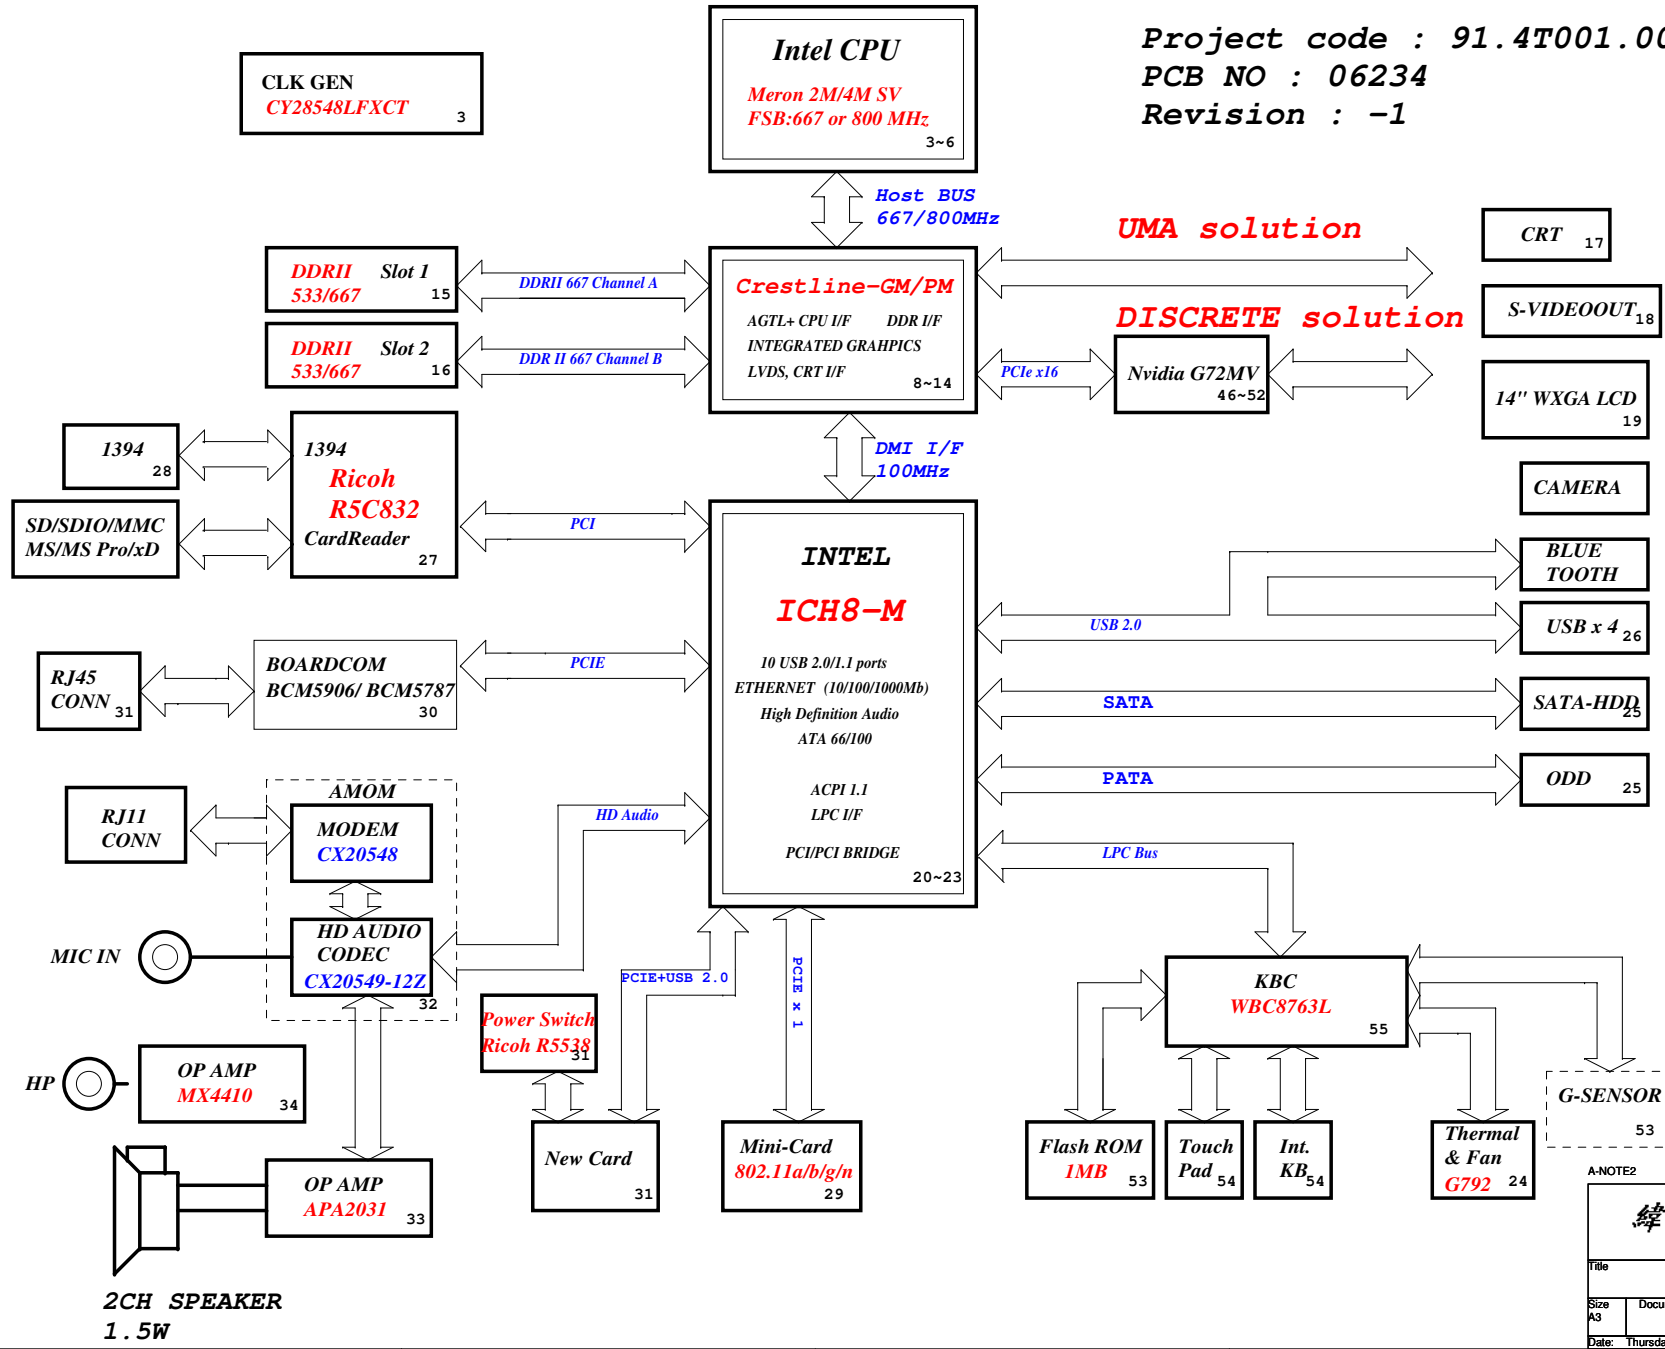 Project code : 91.4T001.00
PCB NO : 06234
Revision : -1
CLK GEN
CY28548LFXCT
3
Intel CPU
Meron 2M/4M SV
FSB:667 or 800 MHz
3~6
Host BUS
667/800MHz
UMA solution
DISCRETE solution
CRT
17
S-VIDEOOUT
18
14" WXGA LCD
19
CAMERA
DDRII Slot 1
533/667
15
DDRII 667 Channel A
DDRII Slot 2
533/667
16
DDR II 667 Channel B
Crestline-GM/PM
AGTL+ CPU I/F DDR I/F
INTEGRATED GRAHPICS
LVDS, CRT I/F
8~14
PCIe x16
Nvidia G72MV
46~52
DMI I/F
100MHz
1394
28
SD/SDIO/MMC
MS/MS Pro/xD
1394
Ricoh
R5C832
CardReader
27
PCI
INTEL
ICH8-M
10 USB 2.0/1.1 ports
ETHERNET (10/100/1000Mb)
High Definition Audio
ATA 66/100
ACPI 1.1
LPC I/F
PCI/PCI BRIDGE
20~23
USB 2.0
BLUE
TOOTH
USB x 4
26
SATA
SATA-HDD
25
PATA
ODD
25
RJ45
CONN
31
BOARDCOM
BCM5906/ BCM5787
30
PCIE
RJ11
CONN
AMOM
MODEM
CX20548
HD Audio
HD AUDIO
CODEC
CX20549-12Z
32
MIC IN
LPC Bus
KBC
WBC8763L
55
PCIE+USB 2.0
PCIE x 1
Power Switch
Ricoh R5538
31
HP
OP AMP
MX4410
34
OP AMP
APA2031
33
2CH SPEAKER
1.5W
New Card
31
Mini-Card
802.11a/b/g/n
29
Flash ROM
1MB
53
Touch
Pad
54
Int.
KB
54
Thermal
& Fan
G792
24
G-SENSOR
53
A-NOTE2
緯
Title
Size
A3
Docu
Date: Thursda